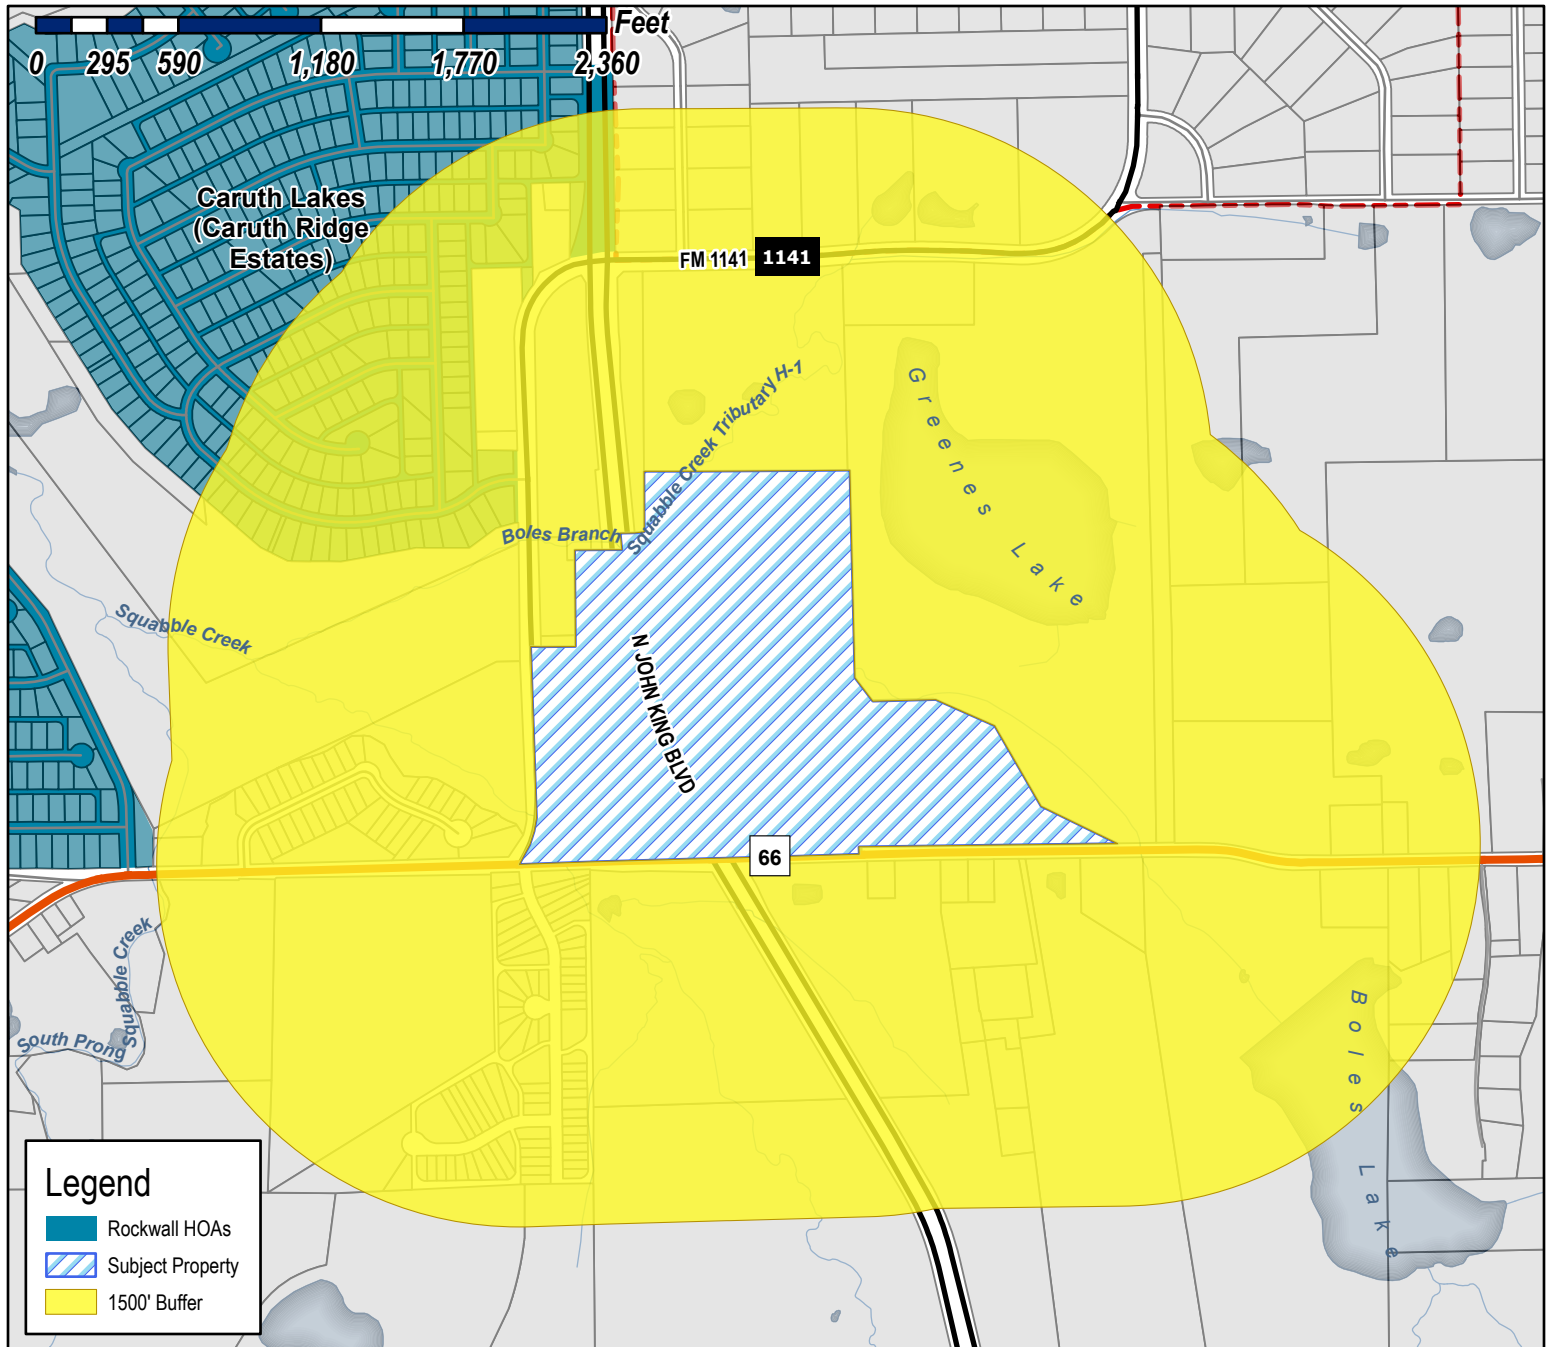 Feet
0 295 590 1,180 1,770 2,360
Caruth Lakes
(Caruth Ridge
Estates)
FM 1141 1141
Squabble Creek Tributary H-1
Greenes Lake
Boles Branch
Squabble Creek
N JOHN KING BLVD
66
Squabble Creek
South Prong
Boles Lake
Legend
Rockwall HOAs
Subject Property
1500' Buffer